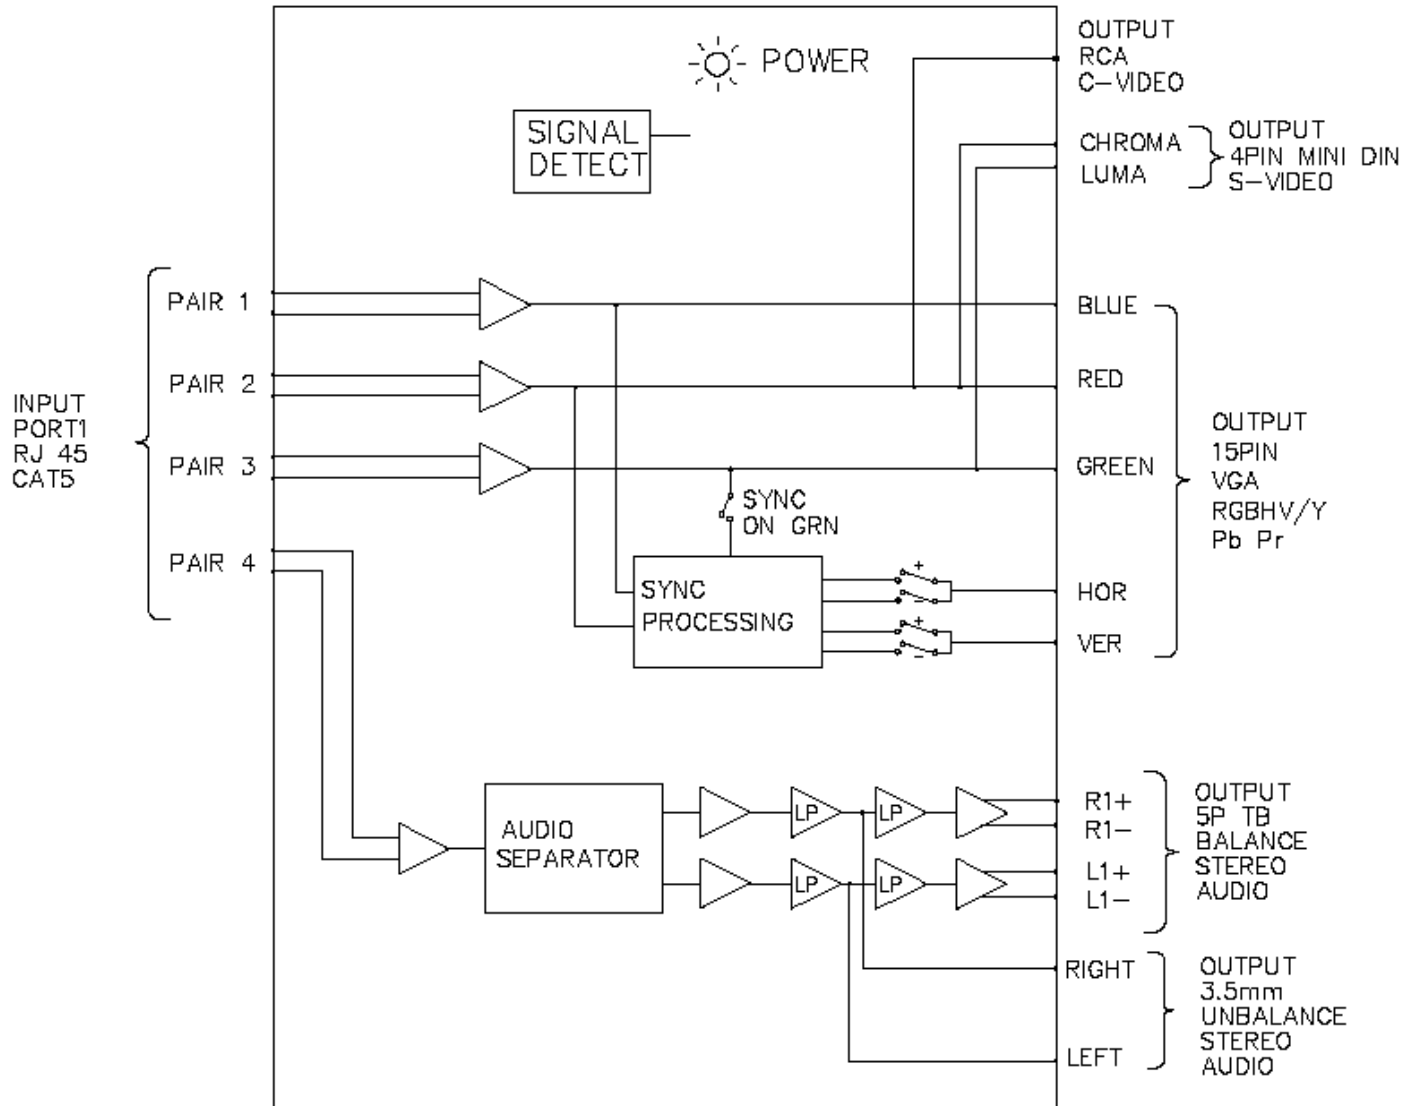 POWER
SIGNAL
DETECT
OUTPUT
RCA
C-VIDEO
CHROMA
LUMA
OUTPUT
4PIN MINI DIN
S-VIDEO
INPUT
PORT1
RJ 45
CAT5
PAIR 1
PAIR 2
PAIR 3
PAIR 4
BLUE
RED
GREEN
SYNC
ON GRN
SYNC
PROCESSING
+
-
+
-
HOR
VER
OUTPUT
15PIN
VGA
RGBHV/Y
Pb Pr
AUDIO
SEPARATOR
LP
LP
LP
LP
R1+
R1-
L1+
L1-
OUTPUT
5P TB
BALANCE
STEREO
AUDIO
RIGHT
LEFT
OUTPUT
3.5mm
UNBALANCE
STEREO
AUDIO